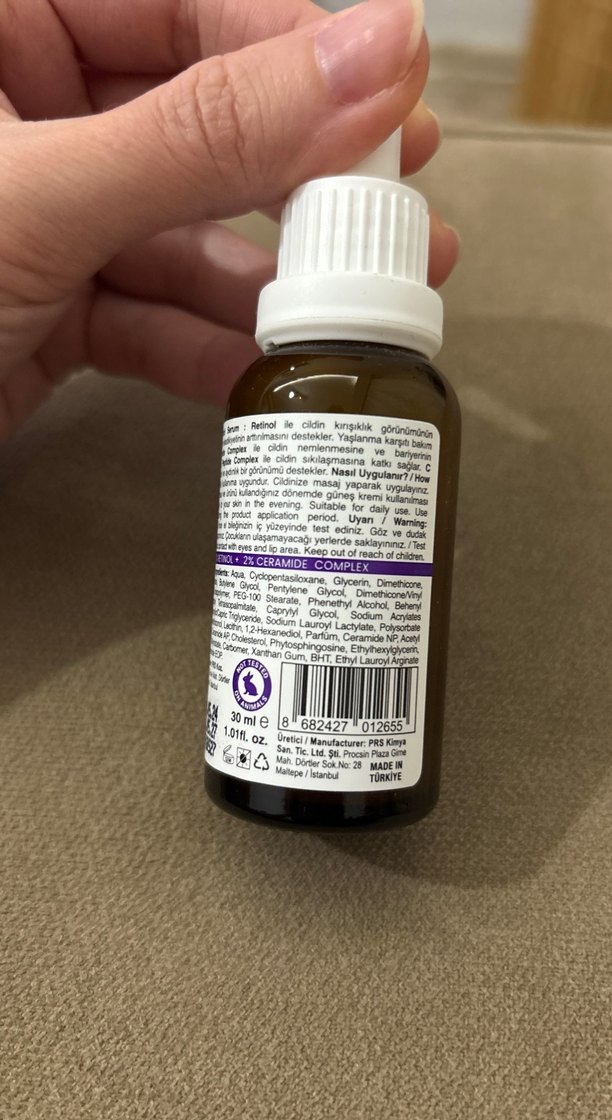 Serum : Retinol ile cildin kırışıklık görünümünün
arttırılmasını destekler. Yaşlanma karşıtı bakım
Complex ile cildin nemlenmesine ve bariyerinin
Complex ile cildin sıkılaşmasına katkı sağlar. C
aydınlık bir görünümü destekler. Nasıl Uygulanır? / How
uygundur. Cildinize masaj yaparak uygulayınız.
ürünü kullandığınız dönemde güneş kremi kullanılması
your skin in the evening. Suitable for daily use. Use
the product application period. Uyarı / Warning:
bileğinizin iç yüzeyinde test ediniz. Göz ve dudak
Çocukların ulaşamayacağı yerlerde saklayınınız. / Test
with eyes and lip area. Keep out of reach of children.
+ 2% CERAMIDE COMPLEX
Aqua, Cyclopentasiloxane, Glycerin, Dimethicone,
Butylene Glycol, Pentylene Glycol, Dimethicone/Vinyl
PEG-100 Stearate, Phenethyl Alcohol, Behenyl
Caprylyl Glycol, Sodium Acrylates
Triglyceride, Sodium Lauroyl Lactylate, Polysorbate
Lecithin, 1,2-Hexanediol, Parfüm, Ceramide NP, Acetyl
AP, Cholesterol, Phytosphingosine, Ethylhexylglycerin,
Carbomer, Xanthan Gum, BHT, Ethyl Lauroyl Arginate
NOT TESTED
ON ANIMALS
30 ml e
1.01fl. oz.
8 682427 012655
Üretici / Manufacturer: PRS Kimya
San. Tic. Ltd. Şti. Procsin Plaza Girne
Mah. Dörtler Sok.No: 28
Maltepe / İstanbul
MADE IN
TÜRKİYE